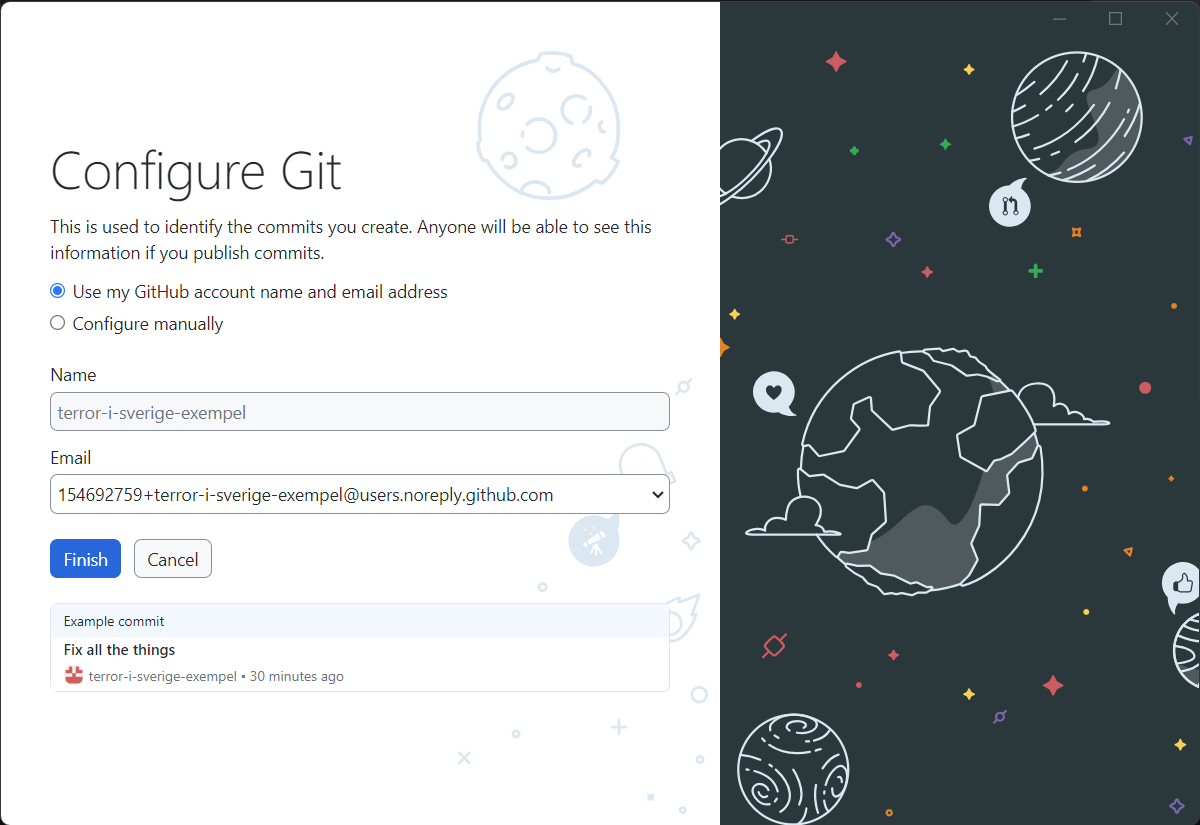 Configure Git
This is used to identify the commits you create. Anyone will be able to see this
information if you publish commits.
Use my GitHub account name and email address
Configure manually
Name
terror-i-sverige-exempel
Email
154692759+terror-i-sverige-exempel@users.noreply.github.com
Finish Cancel
Example commit
Fix all the things
terror-i-sverige-exempel • 30 minutes ago